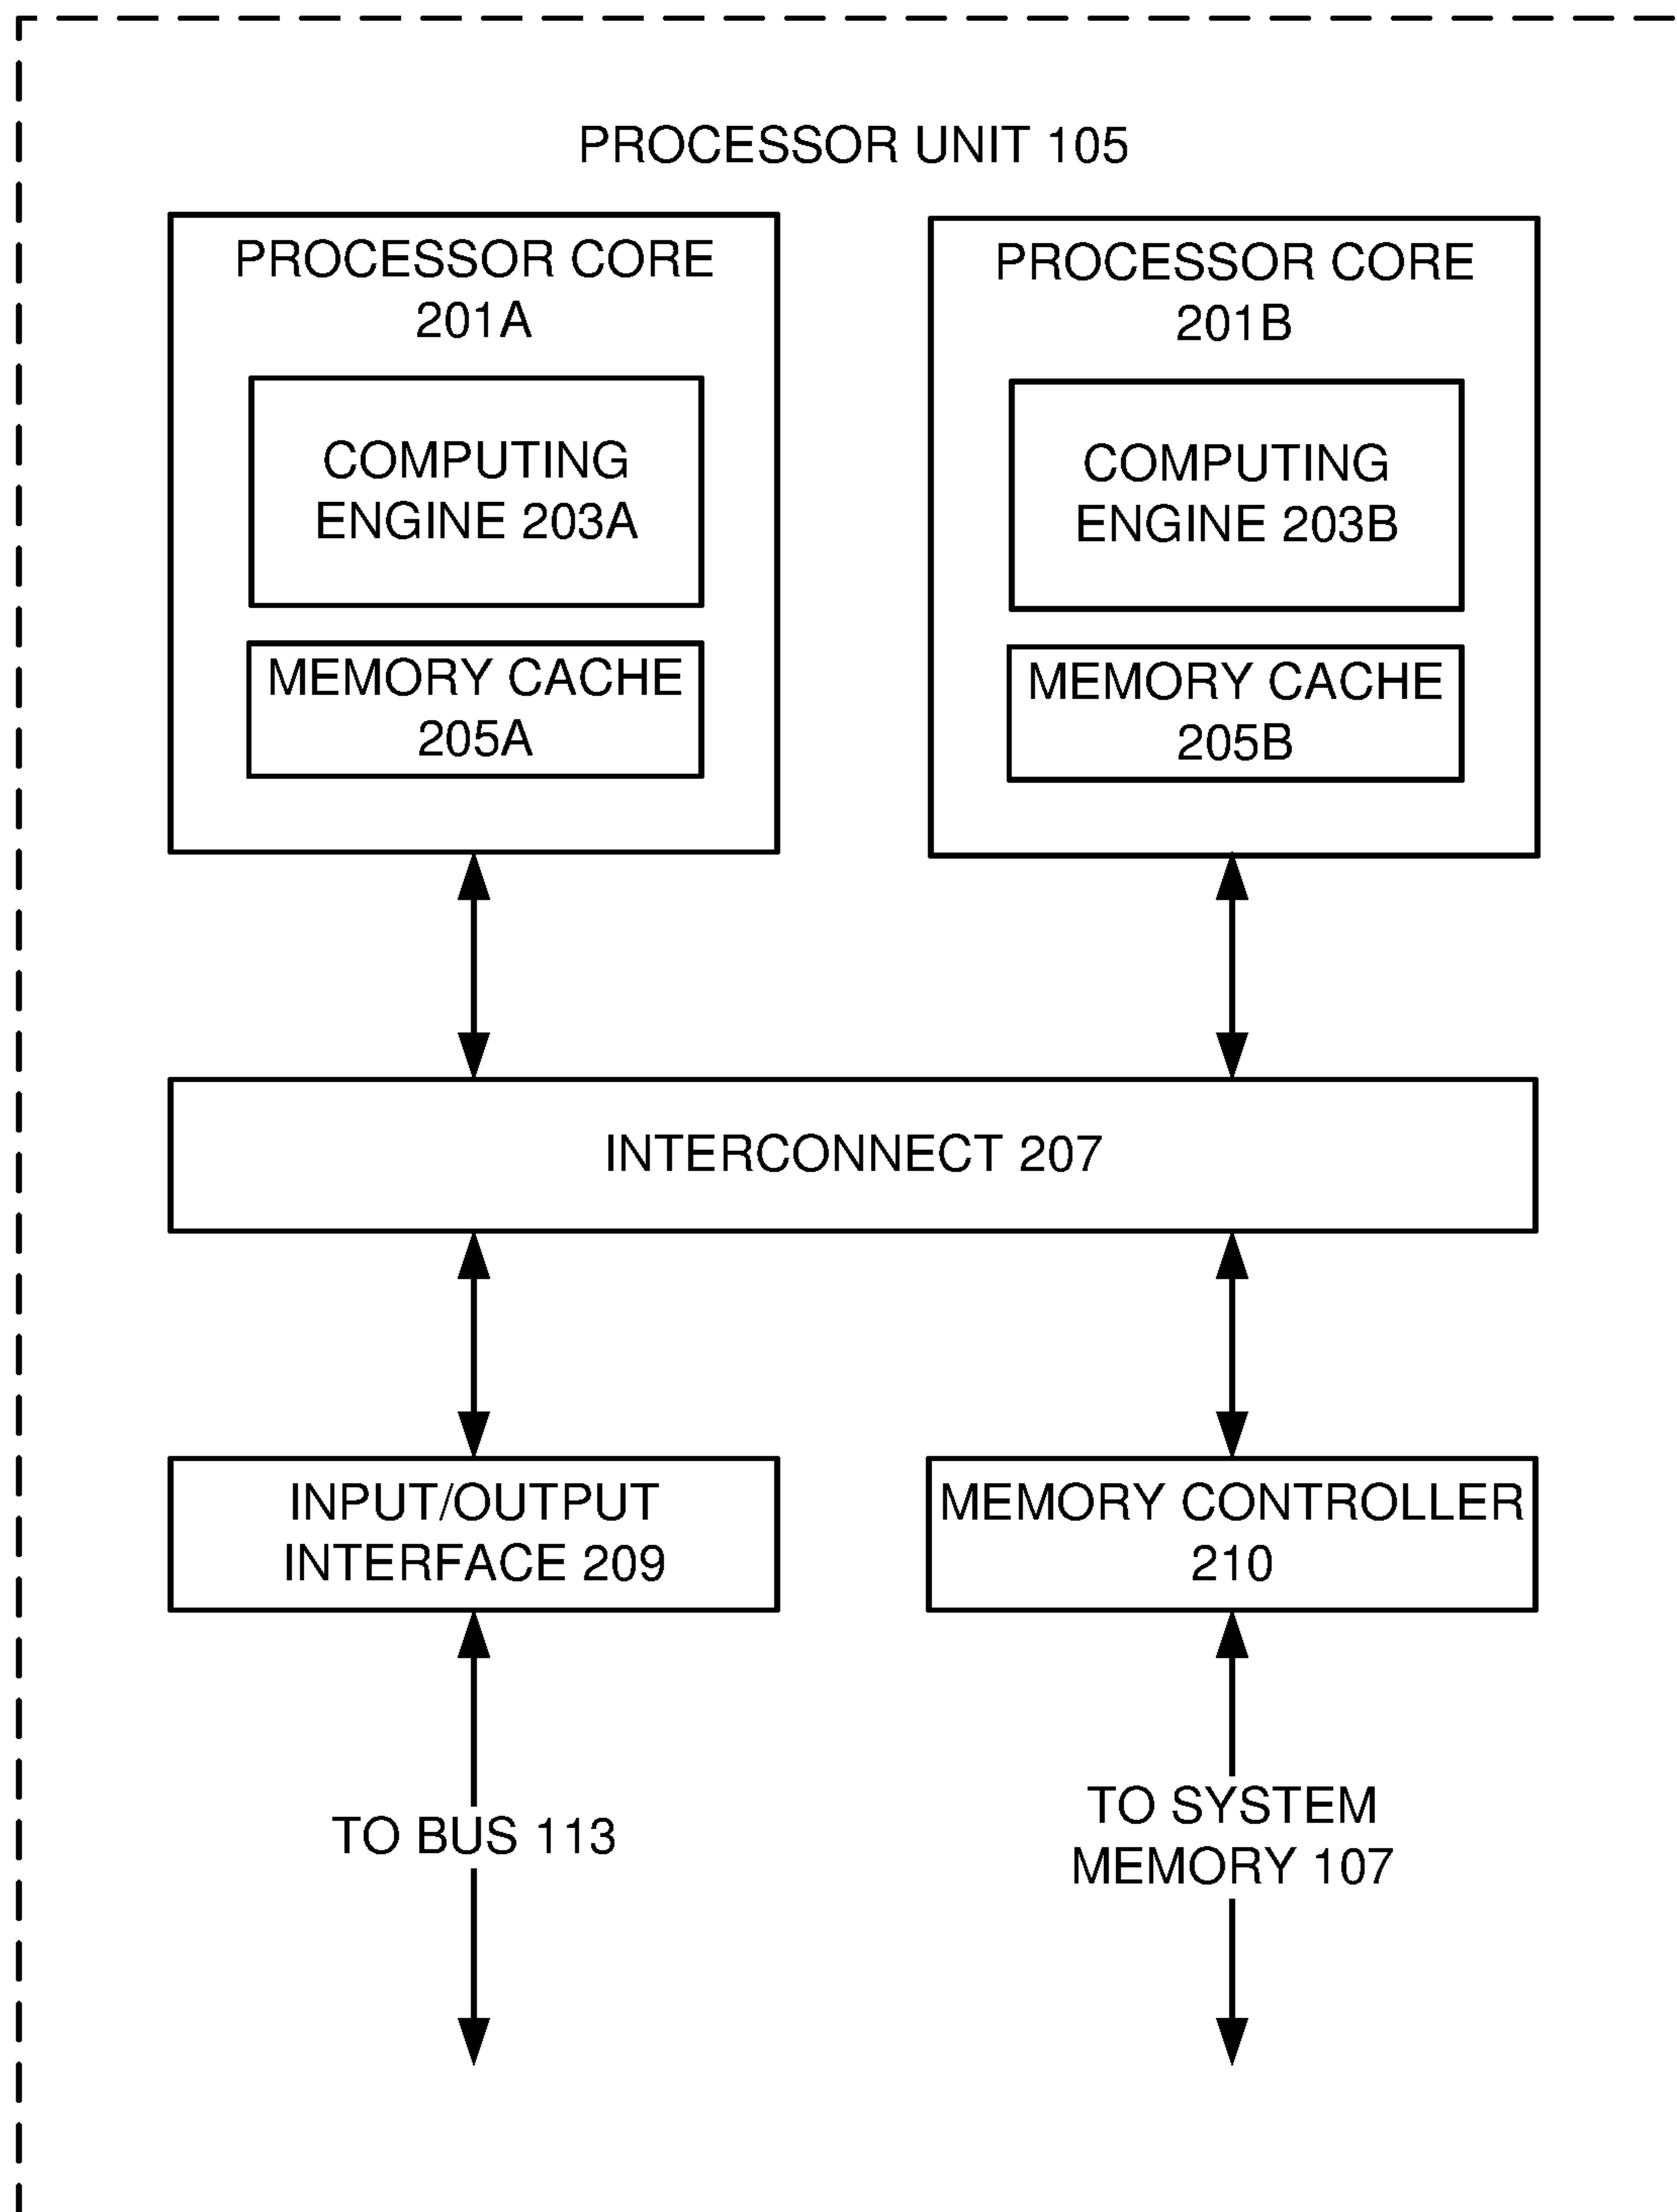 PROCESSOR UNIT 105
PROCESSOR CORE
201A
COMPUTING
ENGINE 203A
MEMORY CACHE
205A
PROCESSOR CORE
201B
COMPUTING
ENGINE 203B
MEMORY CACHE
205B
INTERCONNECT 207
INPUT/OUTPUT
INTERFACE 209
MEMORY CONTROLLER
210
TO BUS 113
TO SYSTEM
MEMORY 107